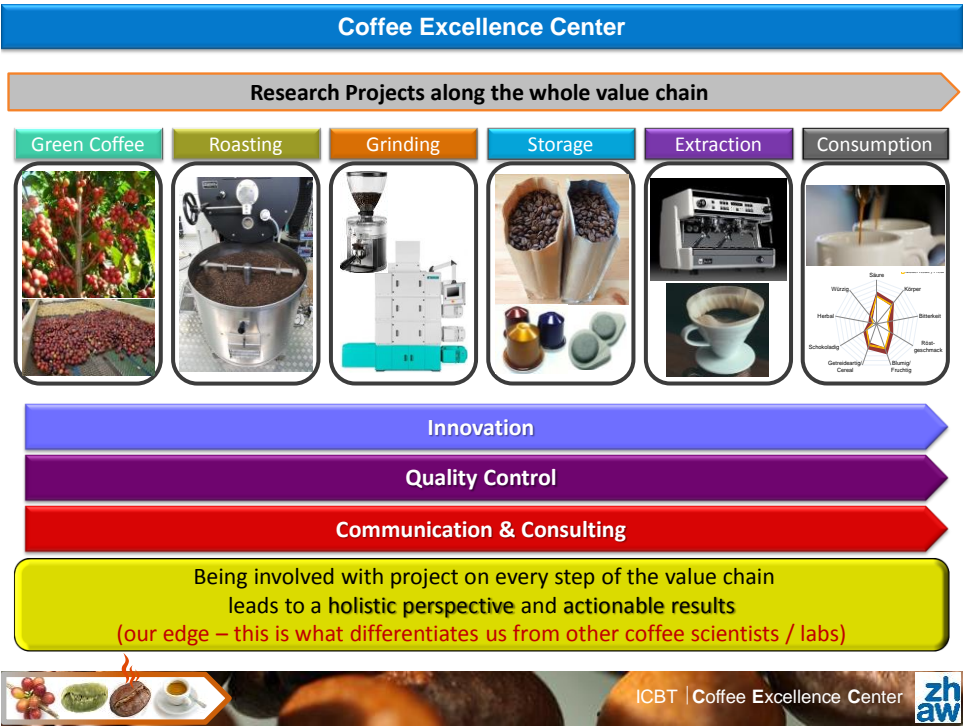 Coffee Excellence Center
Research Projects along the whole value chain
Green Coffee
Roasting
Grinding
Storage
Extraction
Consumption
Säure
Würzig
Körper
Herbal
Bitterkeit
Schokoladig
Röst-
geschmack
Getreideartig/
Cereal
Blumig/
Fruchtig
Innovation
Quality Control
Communication & Consulting
Being involved with project on every step of the value chain
leads to a holistic perspective and actionable results
(our edge – this is what differentiates us from other coffee scientists / labs)
ICBT | Coffee Excellence Center
zh
aw